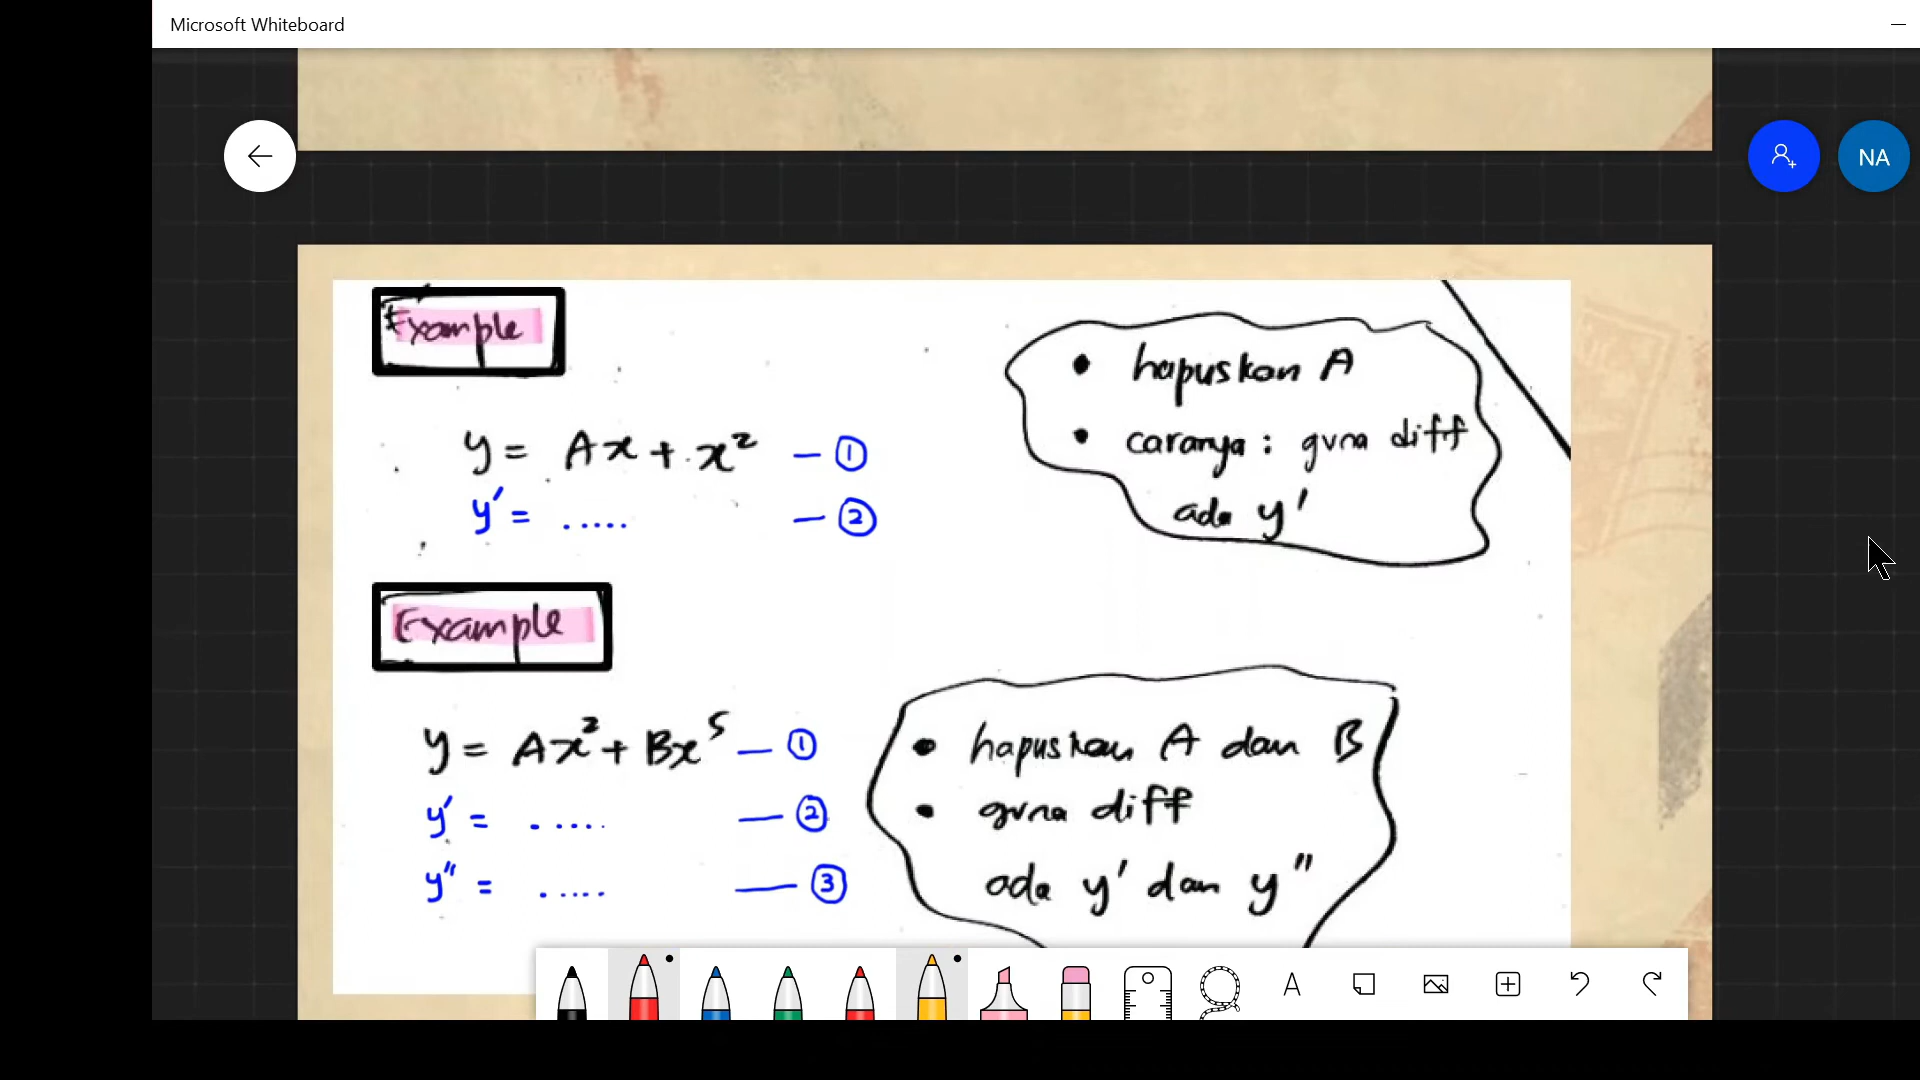 Microsoft Whiteboard
NA
Example
y = Ax + x² — ①
y' = ..... — ②
• hapuskan A
• caranya : guna diff
ada y'
Example
y = Ax² + Bx⁵ — ①
y' = ..... — ②
y" = ..... — ③
• hapuskan A dan B
• guna diff
ada y' dan y"
A